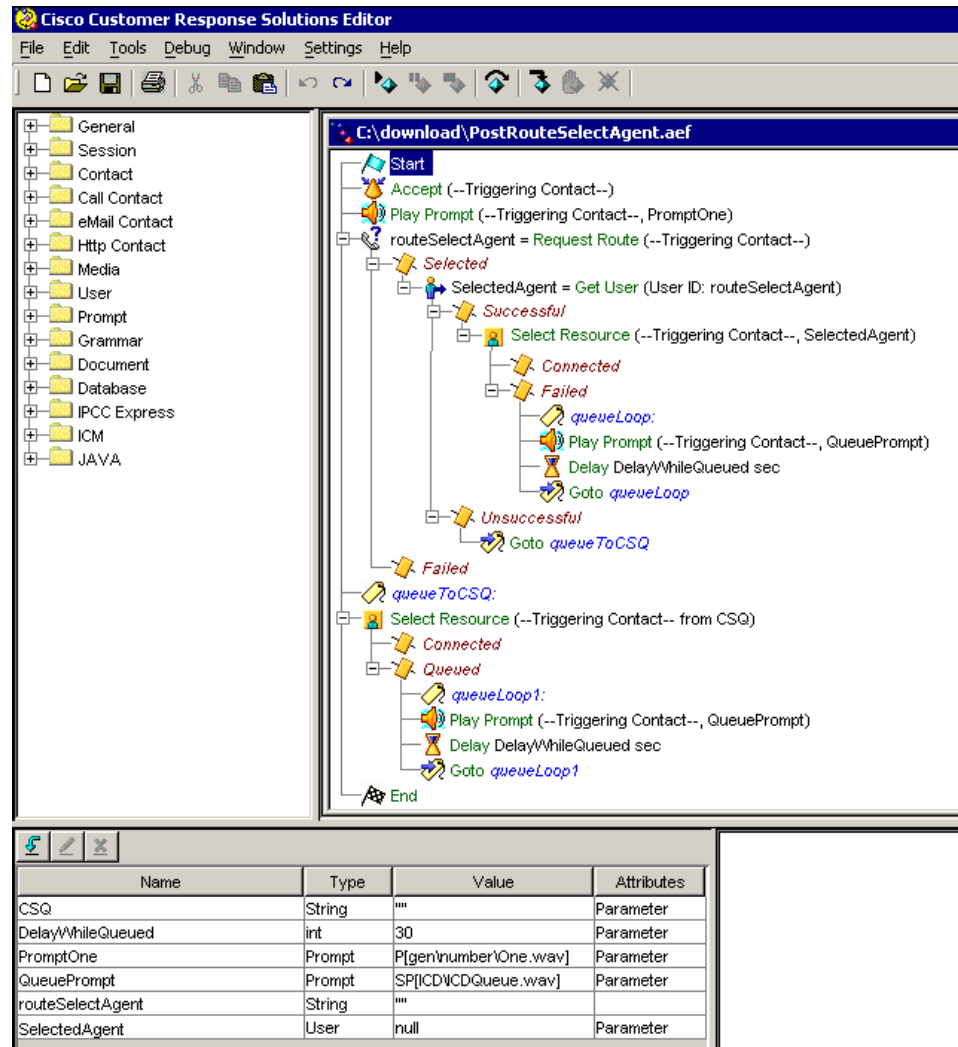 Cisco Customer Response Solutions Editor
File Edit Tools Debug Window Settings Help
General
Session
Contact
Call Contact
eMail Contact
Http Contact
Media
User
Prompt
Grammar
Document
Database
IPCC Express
ICM
JAVA
C:\download\PostRouteSelectAgent.aef
Start
Accept (--Triggering Contact--)
Play Prompt (--Triggering Contact--, PromptOne)
routeSelectAgent = Request Route (--Triggering Contact--)
Selected
SelectedAgent = Get User (User ID: routeSelectAgent)
Successful
Select Resource (--Triggering Contact--, SelectedAgent)
Connected
Failed
queueLoop:
Play Prompt (--Triggering Contact--, QueuePrompt)
Delay DelayWhileQueued sec
Goto queueLoop
Unsuccessful
Goto queueToCSQ
Failed
queueToCSQ:
Select Resource (--Triggering Contact-- from CSQ)
Connected
Queued
queueLoop1:
Play Prompt (--Triggering Contact--, QueuePrompt)
Delay DelayWhileQueued sec
Goto queueLoop1
End
Name Type Value Attributes
CSQ String "" Parameter
DelayWhileQueued int 30 Parameter
PromptOne Prompt P[gen\number\One.wav] Parameter
QueuePrompt Prompt SP[ICD\ICDQueue.wav] Parameter
routeSelectAgent String ""
SelectedAgent User null Parameter